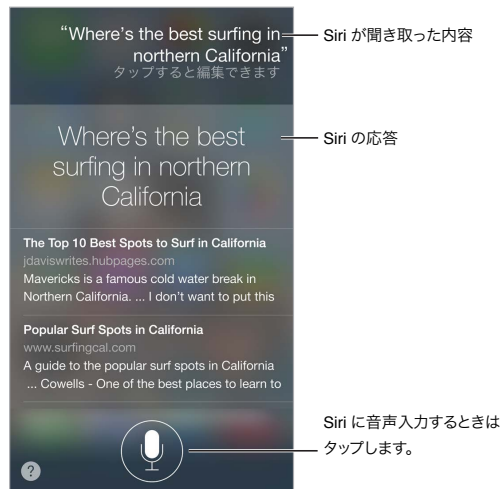 “Where’s the best surfing in
northern California”
タップすると編集できます
Siri が聞き取った内容
Where’s the best
surfing in northern
California
Siri の応答
The Top 10 Best Spots to Surf in California
jdaviswrites.hubpages.com
Mavericks is a famous cold water break in
Northern California. ... I don’t want to put this
Popular Surf Spots in California
www.surfingcal.com
A guide to the popular surf spots in California
... Cowells - One of the best places to learn to
Siri に音声入力するときは
タップします。
?